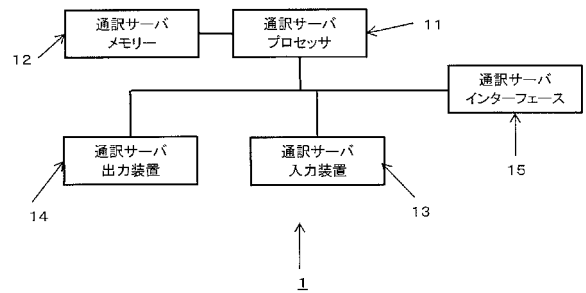 通訳サーバ
メモリー
通訳サーバ
プロセッサ
11
12
通訳サーバ
インターフェース
通訳サーバ
出力装置
通訳サーバ
入力装置
15
14
13
1